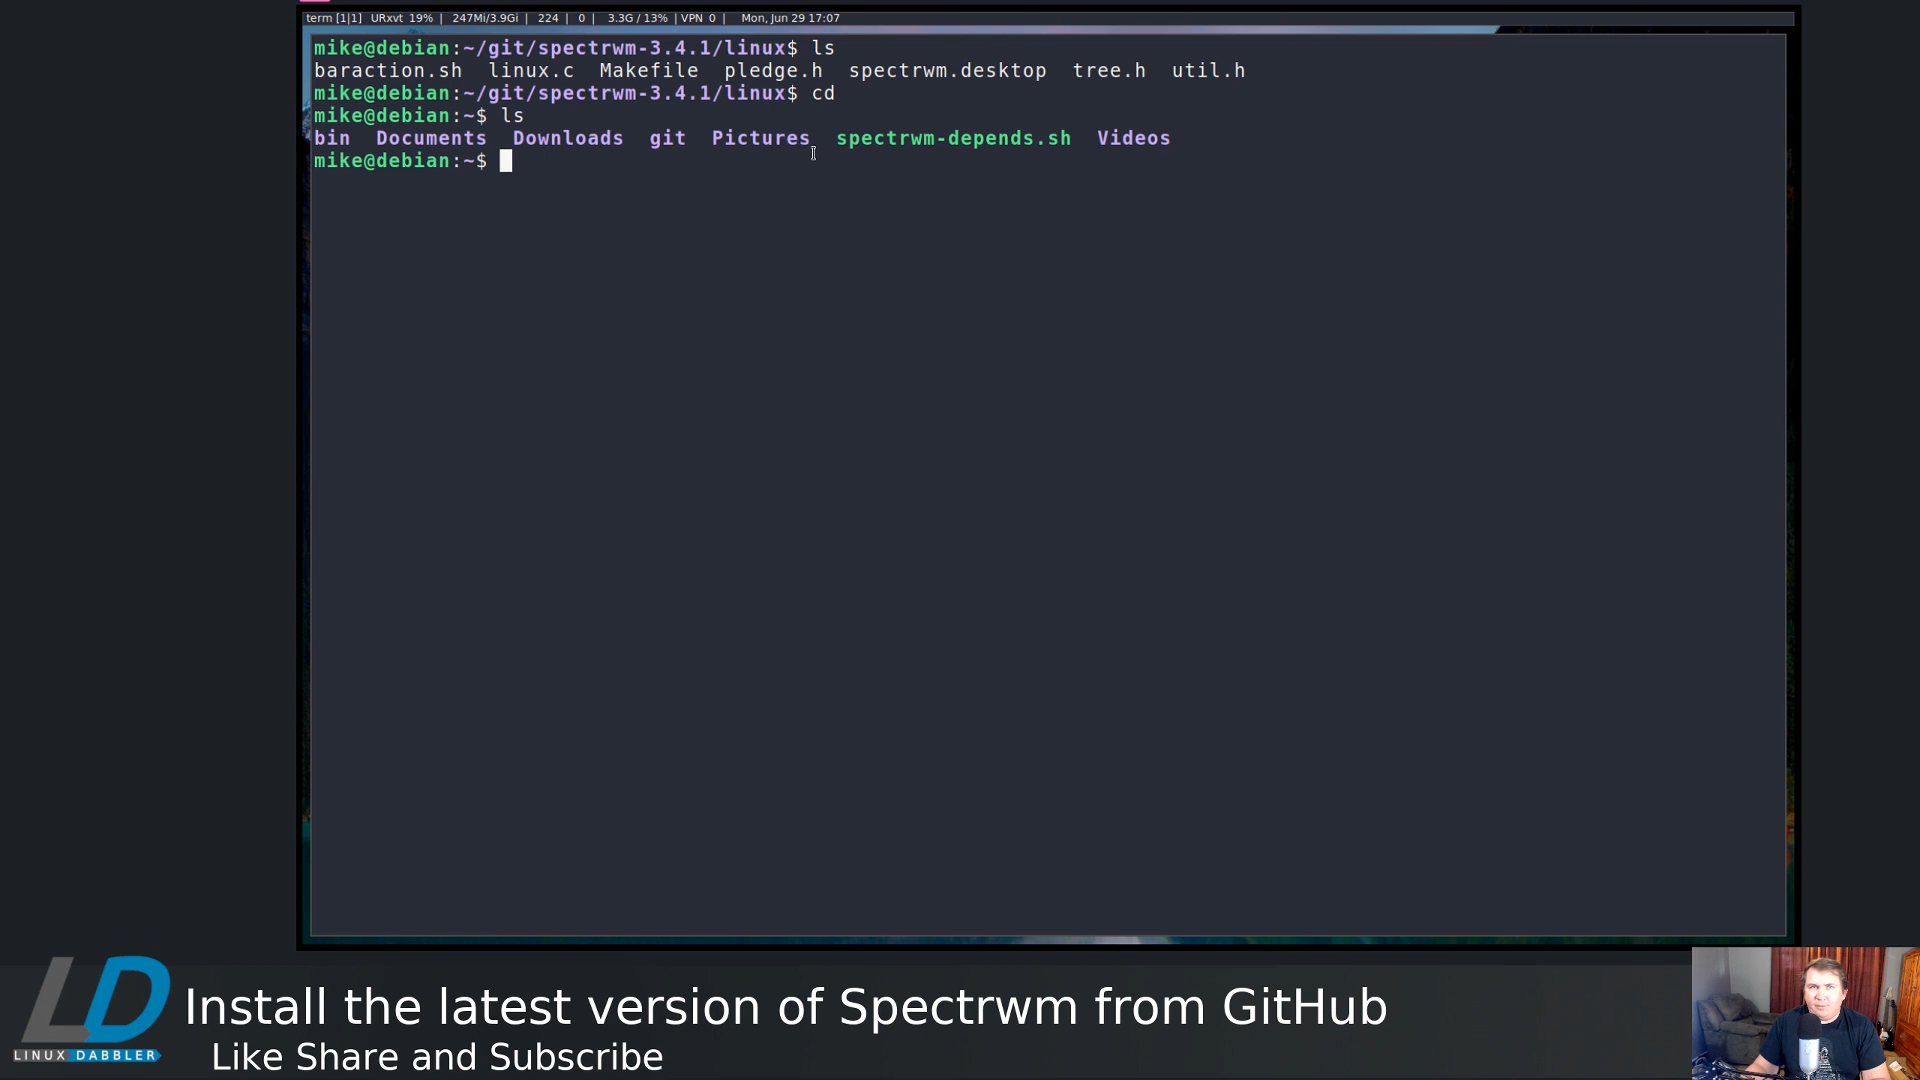 term [1|1]   URxvt  19% |   247Mi/3.9Gi |   224 |   0 |    3.3G / 13%  | VPN  0  |     Mon, Jun 29 17:07
mike@debian:~/git/spectrwm-3.4.1/linux$ ls
baraction.sh  linux.c  Makefile  pledge.h  spectrwm.desktop  tree.h  util.h
mike@debian:~/git/spectrwm-3.4.1/linux$ cd
mike@debian:~$ ls
bin  Documents  Downloads  git  Pictures  spectrwm-depends.sh  Videos
mike@debian:~$
LD
LINUX DABBLER
Install the latest version of Spectrwm from GitHub
Like Share and Subscribe